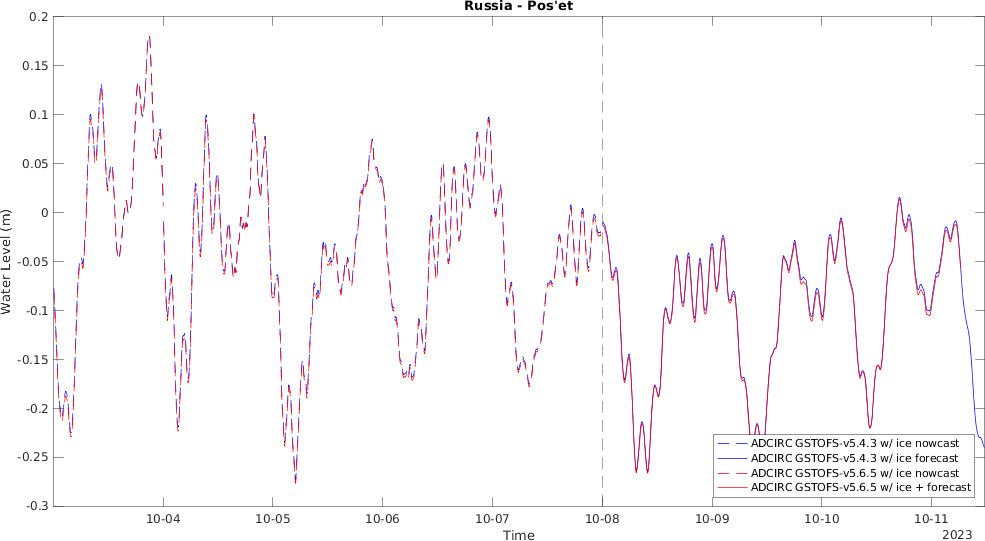 Russia - Pos'et
Water Level (m)
0.2
0.15
0.1
0.05
0
-0.05
-0.1
-0.15
-0.2
-0.25
-0.3
ADCIRC GSTOFS-v5.4.3 w/ ice nowcast
ADCIRC GSTOFS-v5.4.3 w/ ice forecast
ADCIRC GSTOFS-v5.6.5 w/ ice nowcast
ADCIRC GSTOFS-v5.6.5 w/ ice + forecast
10-04 10-05 10-06 10-07 10-08 10-09 10-10 10-11
Time
2023